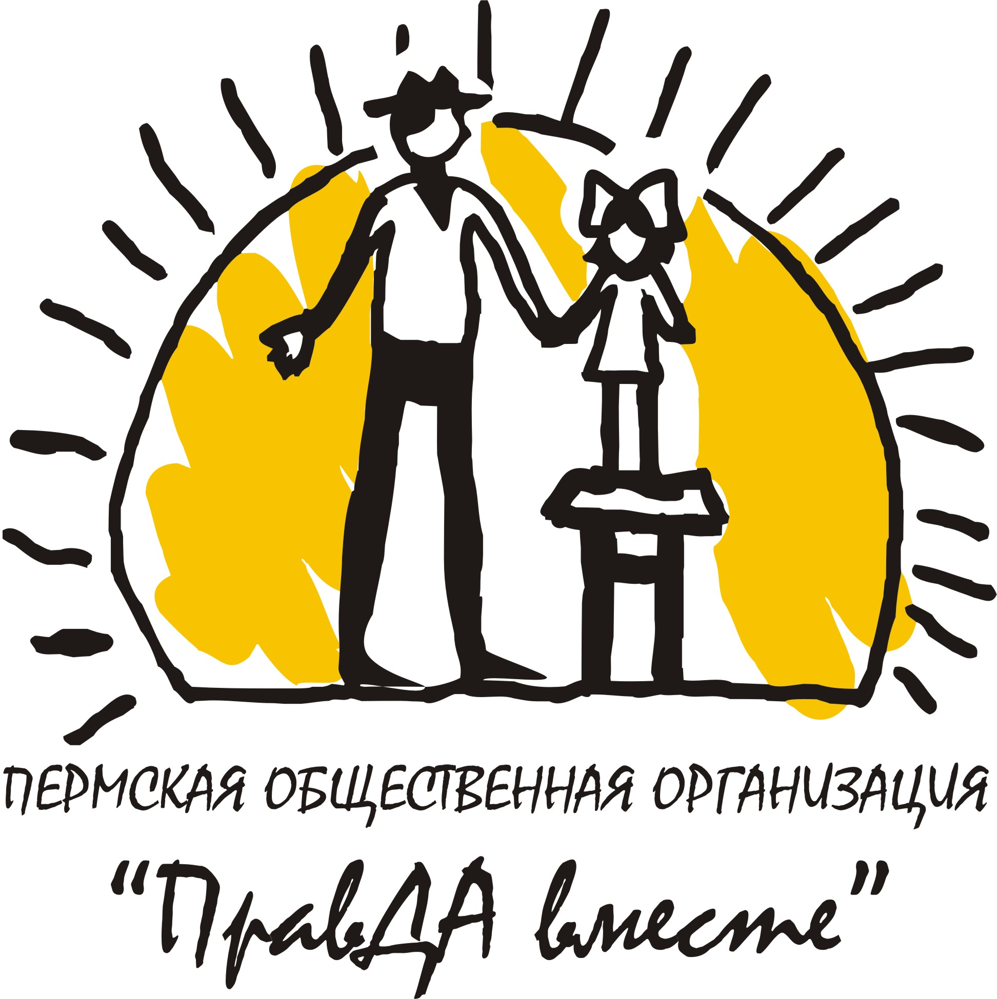 ПЕРМСКАЯ ОБЩЕСТВЕННАЯ ОРГАНИЗАЦИЯ
“ПравДА вместе”